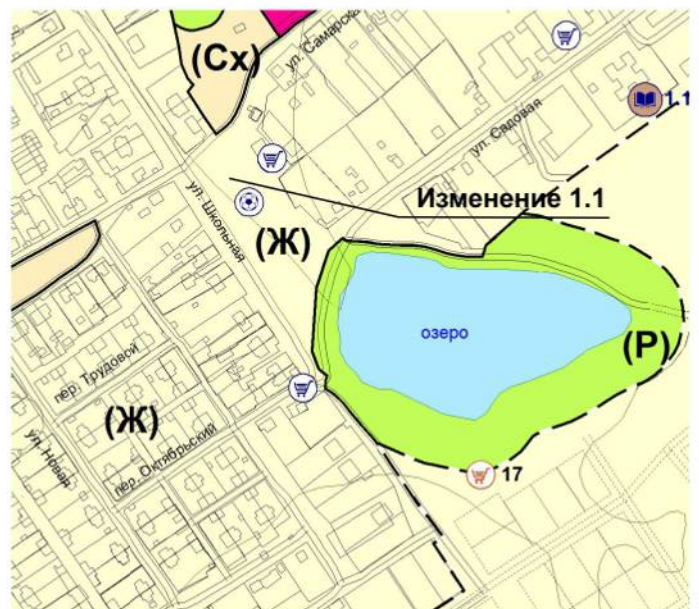 (Сх)
ул. Самарская
1.1
ул. Садовая
Изменение 1.1
ул. Школьная
(Ж)
озеро
(Р)
пер. Трудовой
(Ж)
ул. Новая
пер. Октябрьский
17